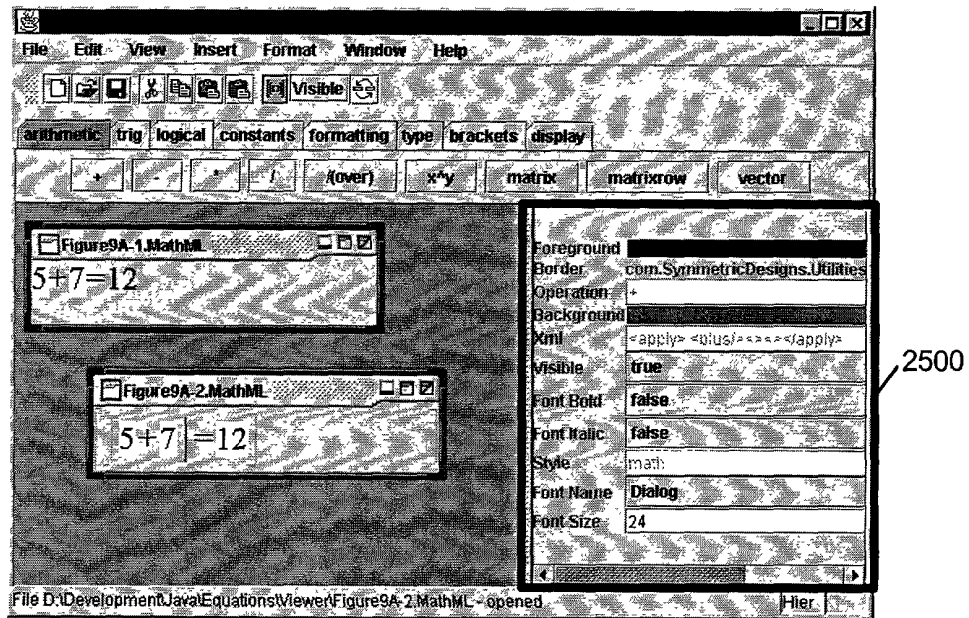 File Edit View Insert Format Window Help
Visible
arithmetic trig logical constants formatting type brackets display
+ - * / /(over) x^y matrix matrixrow vector
Figure9A-1.MathML
5+7=12
Figure9A-2.MathML
5+7 =12
Foreground
Border com.SymmetricDesigns.Utilities
Operation +
Background
Xml <apply> <plus/> </apply>
Visible true
Font Bold false
Font Italic false
Style math
Font Name Dialog
Font Size 24
2500
File D:\Development\Java\Equations\Viewer\Figure9A-2.MathML - opened Hier